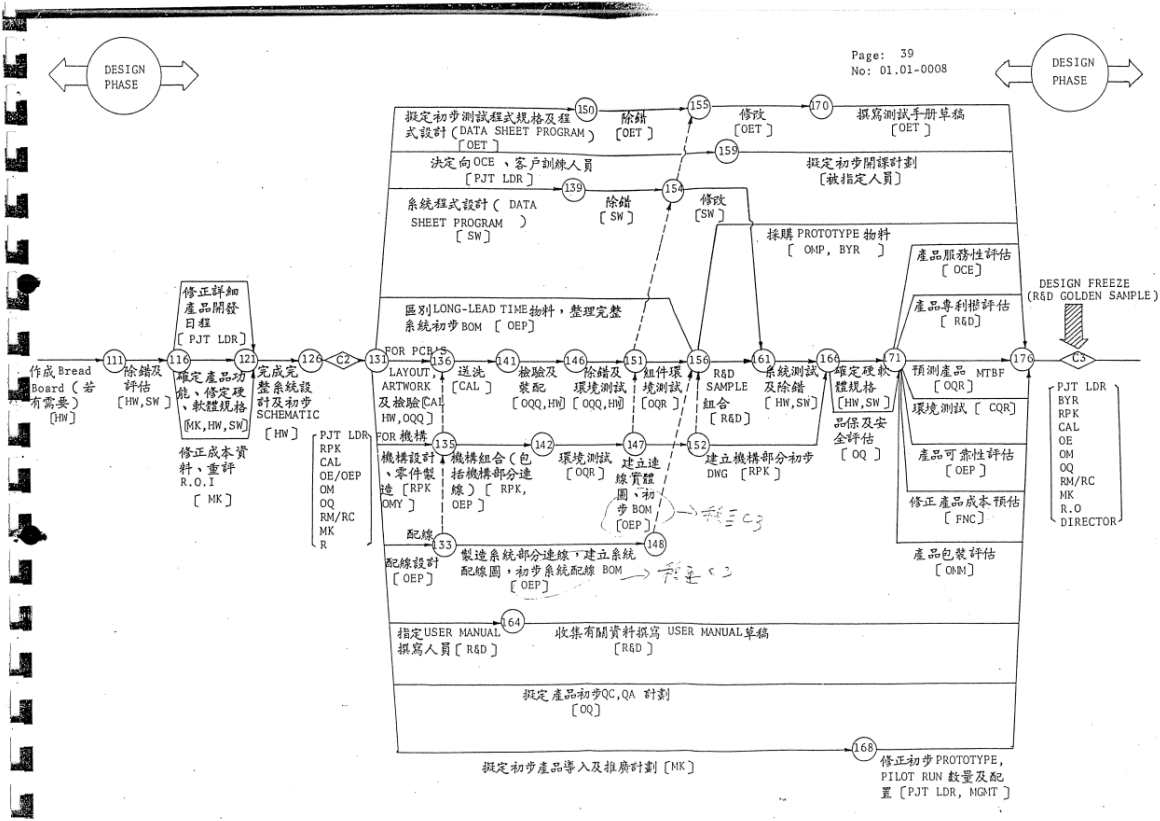 DESIGN
PHASE
Page: 39
No: 01.01-0008
DESIGN
PHASE
150
155
170
擬定初步測試程式規格及程
式設計(DATA SHEET PROGRAM)
[OET]
除錯
[OET]
修改
[OET]
撰寫測試手册草稿
[OET]
159
決定向OCE、客戶訓練人員
[PJT LDR]
擬定初步開課計劃
[被指定人員]
139
154
系統程式設計( DATA
SHEET PROGRAM )
[SW]
除錯
[SW]
修改
[SW]
採購 PROTOTYPE 物料
[ OMP, BYR ]
產品服務性評估
[ OCE]
DESIGN FREEZE
(R&D GOLDEN SAMPLE)
修正詳細
產品開發
日程
[PJT LDR]
區別LONG-LEAD TIME物料,整理完整
系統初步BOM [ OEP]
產品專利權評估
[ R&D]
111
116
121
126
C2
131
FOR PCB'S
136
141
146
151
156
161
166
71
176
C3
作成 Bread
Board(若
有需要)
[HW]
除錯及
評估
[HW,SW]
確定產品功
能、修定硬
、軟體規格
[MK,HW,SW]
完成完
整系統設
計及初步
SCHEMATIC
[HW]
LAYOUT,
ARTWORK
及檢驗[CAL
HW,OQQ]
送洗
[CAL]
檢驗及
裝配
[OQQ,HW]
除錯及
環境測試
[OQQ,HW]
組件環
境測試
[OQR]
R&D
SAMPLE
組合
[R&D]
系統測試
及除錯
[HW,SW]
確定硬軟
體規格
[HW,SW]
預測產品 MTBF
[OQR]
環境測試 [ CQR]
修正成本資
料、重評
R.O.I
[ MK]
PJT LDR
RPK
CAL
OE/OEP
OM
OQ
RM/RC
MK
R
FOR 機構
135
142
147
152
機構設計
、零件製
造 [RPK
OMY ]
機構組合(包
括機構部分連
線) [ RPK,
OEP]
環境測試
[OQR]
建立連
線實體
圖、初
步BOM
[OEP]
建立機構部分初步
DWG [RPK]
品保及安
全評估
[OQ]
產品可靠性評估
[OEP]
修正產品成本預估
[ FNC]
產品包裝評估
[OMM]
PJT LDR
BYR
RPK
CAL
OE
OM
OQ
RM/RC
MK
R.O
DIRECTOR
配線
133
148
配線設計
[OEP]
製造系統部分連線,建立系統
配線圖,初步系統配線 BOM
[OEP]
164
指定USER MANUAL
撰寫人員[ R&D]
收集有關資料撰寫 USER MANUAL草稿
[R&D ]
擬定產品初步QC,QA 計劃
[OQ]
168
擬定初步產品導入及推廣計劃 [MK]
修正初步PROTOTYPE,
PILOT RUN 數量及配
置 [PJT LDR, MGMT]